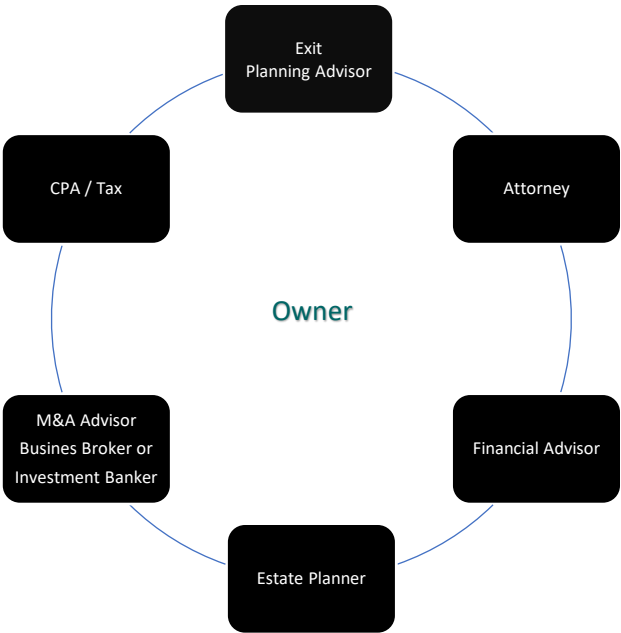 Exit
Planning Advisor
CPA / Tax
Attorney
Owner
M&A Advisor
Busines Broker or
Investment Banker
Financial Advisor
Estate Planner